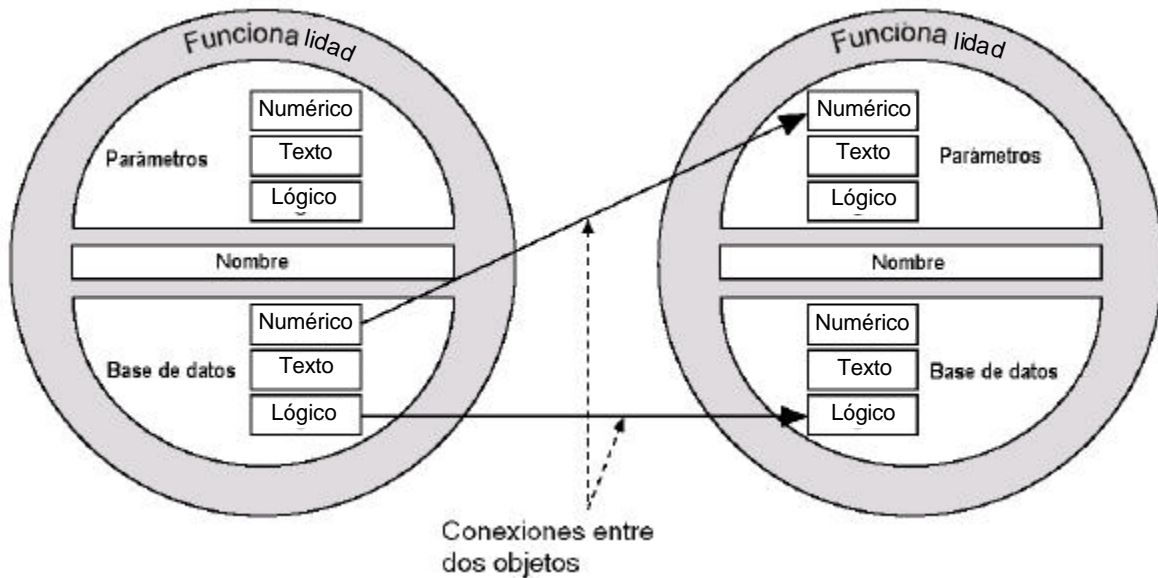 Funciona lidad
Numérico
Parámetros
Texto
Lógico
Nombre
Numérico
Base de datos
Texto
Lógico
Funciona lidad
Numérico
Texto
Parámetros
Lógico
Nombre
Numérico
Texto
Base de datos
Lógico
Conexiones entre
dos objetos